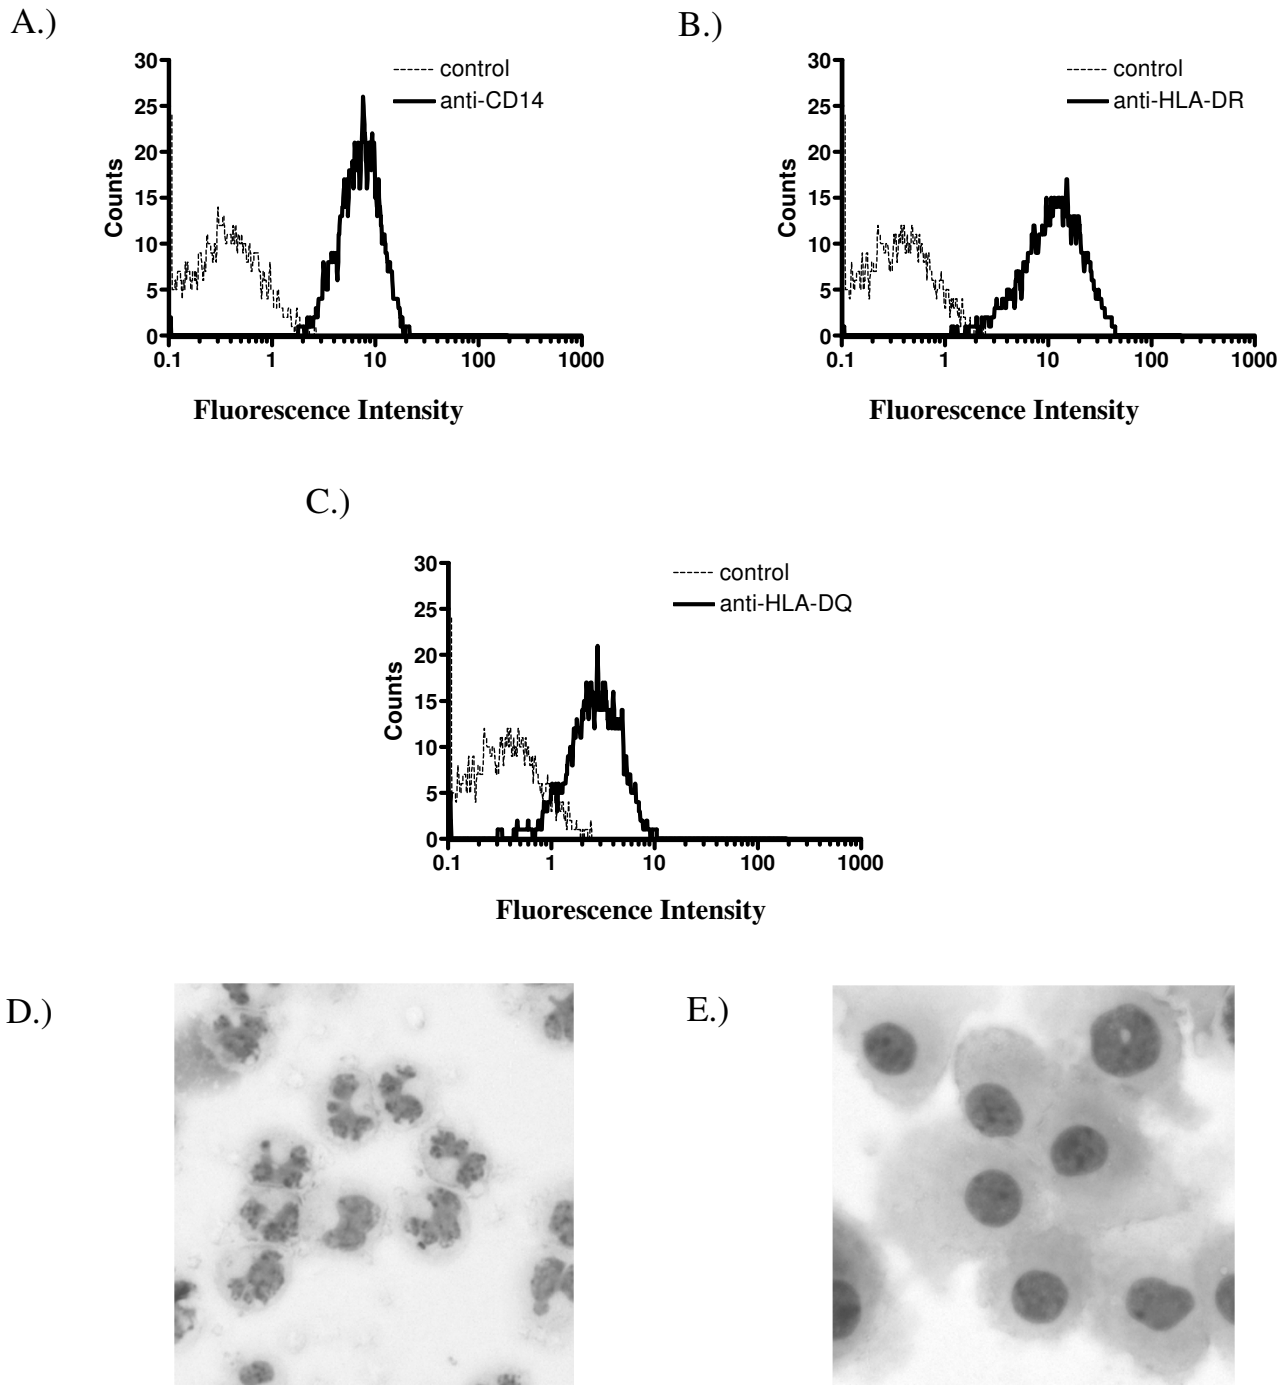 A.)
B.)
30
25
20
15
10
5
0
Counts
control
anti-CD14
0.1 1 10 100 1000
Fluorescence Intensity
30
25
20
15
10
5
0
Counts
control
anti-HLA-DR
0.1 1 10 100 1000
Fluorescence Intensity
C.)
30
25
20
15
10
5
0
Counts
control
anti-HLA-DQ
0.1 1 10 100 1000
Fluorescence Intensity
D.)
E.)